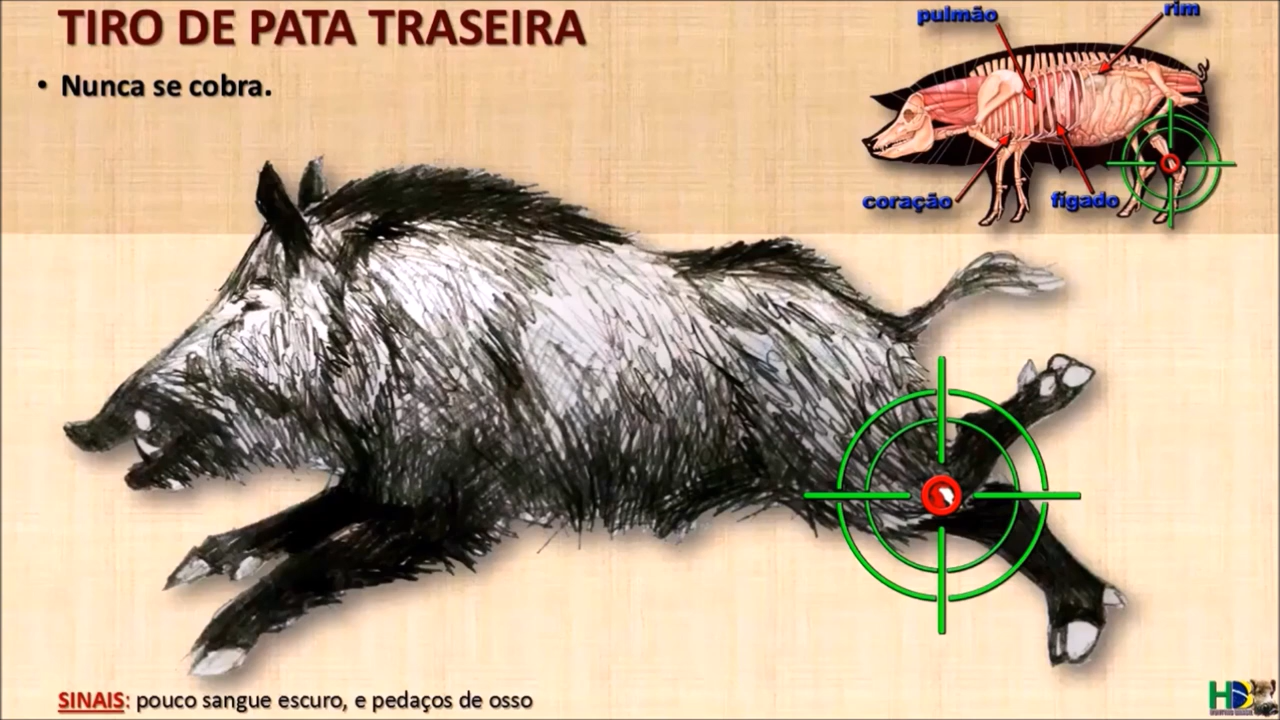 TIRO DE PATA TRASEIRA
• Nunca se cobra.
pulmão
rim
coração
fígado
SINAIS: pouco sangue escuro, e pedaços de osso
HD